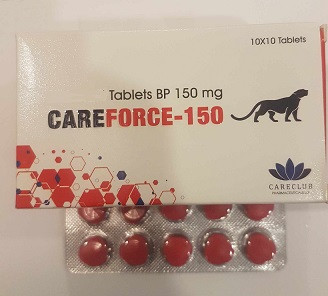 10X10 Tablets
Tablets BP 150 mg
CAREFORCE-150
CARECLUB